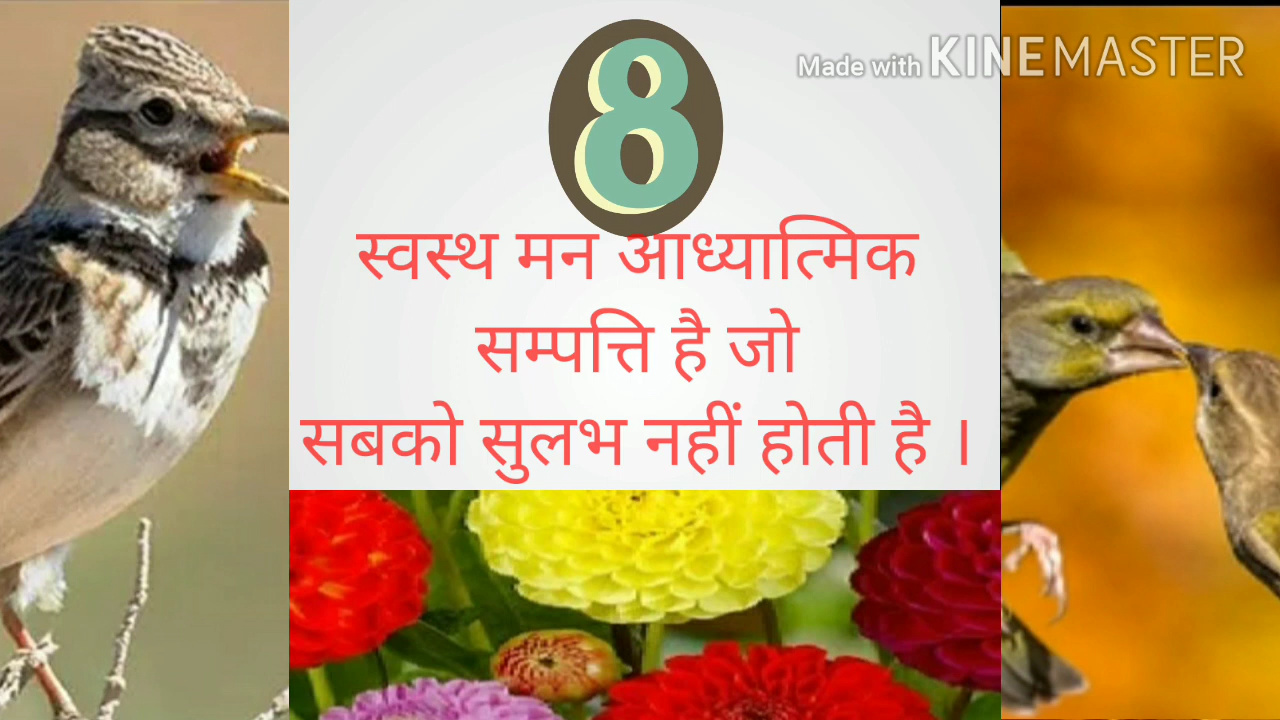 8
Made with KINEMASTER
स्वस्थ मन आध्यात्मिक
सम्पत्ति है जो
सबको सुलभ नहीं होती है ।